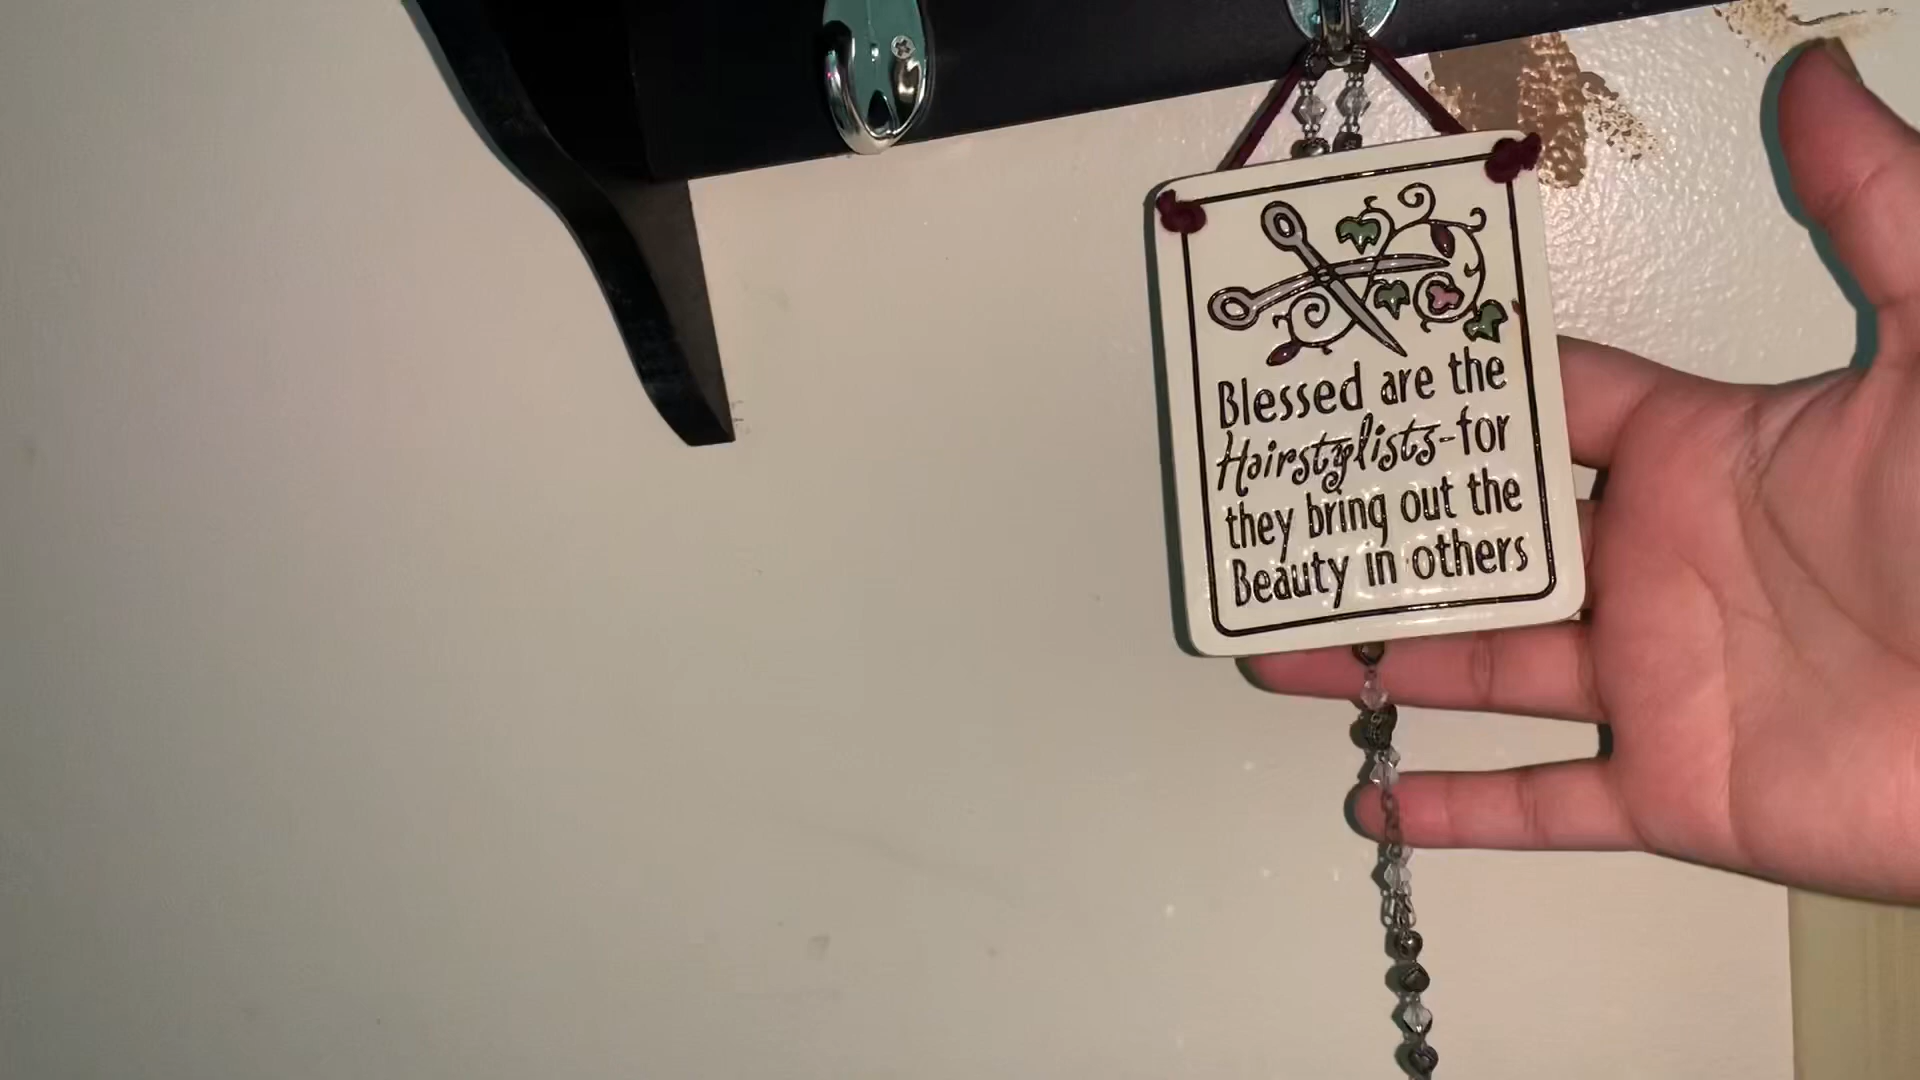 Blessed are the
Hairstylists-for
they bring out the
Beauty in others